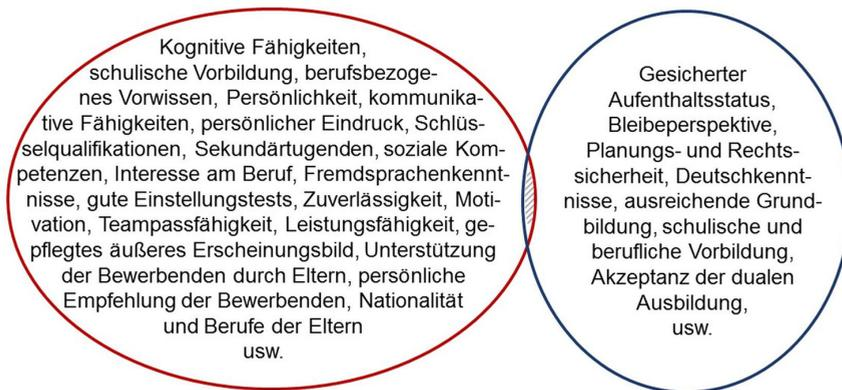 Kognitive Fähigkeiten,
schulische Vorbildung, berufsbezoge-
nes Vorwissen, Persönlichkeit, kommunika-
tive Fähigkeiten, persönlicher Eindruck, Schlüs-
selqualifikationen, Sekundärtugenden, soziale Kom-
petenzen, Interesse am Beruf, Fremdsprachenkennt-
nisse, gute Einstellungstests, Zuverlässigkeit, Moti-
vation, Teampassfähigkeit, Leistungsfähigkeit, ge-
pflegtes äußeres Erscheinungsbild, Unterstützung
der Bewerbenden durch Eltern, persönliche
Empfehlung der Bewerbenden, Nationalität
und Berufe der Eltern
usw.
Gesicherter
Aufenthaltsstatus,
Bleibeperspektive,
Planungs- und Rechts-
sicherheit, Deutschkennt-
nisse, ausreichende Grund-
bildung, schulische und
berufliche Vorbildung,
Akzeptanz der dualen
Ausbildung,
usw.